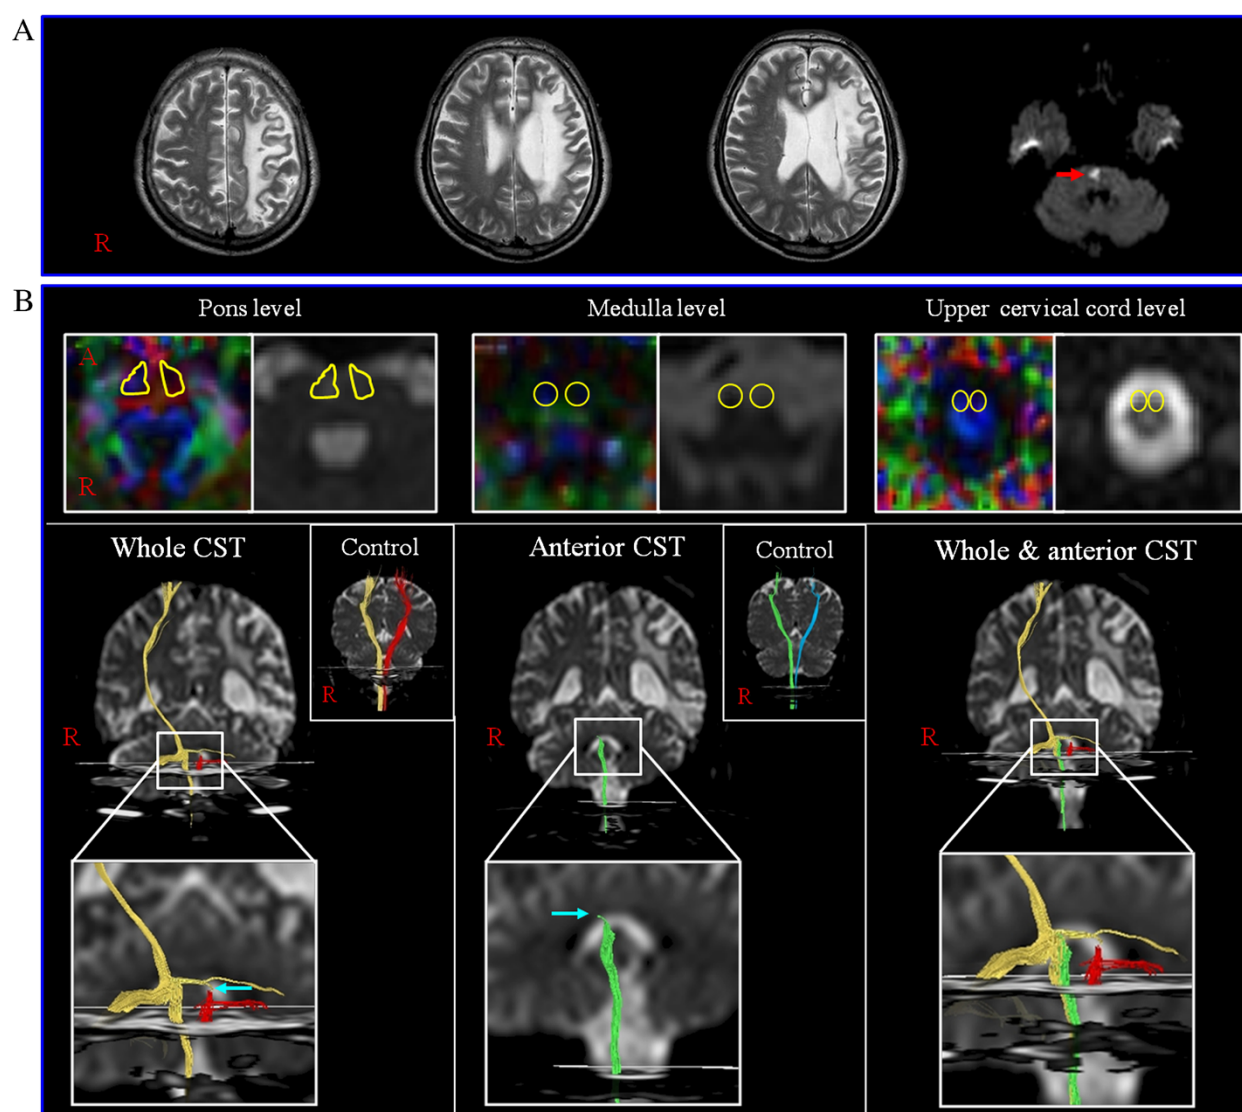 A
R
B
Pons level
Medulla level
Upper cervical cord level
A
R
Whole CST
Control
Anterior CST
Control
Whole & anterior CST
R
R
R
R
R